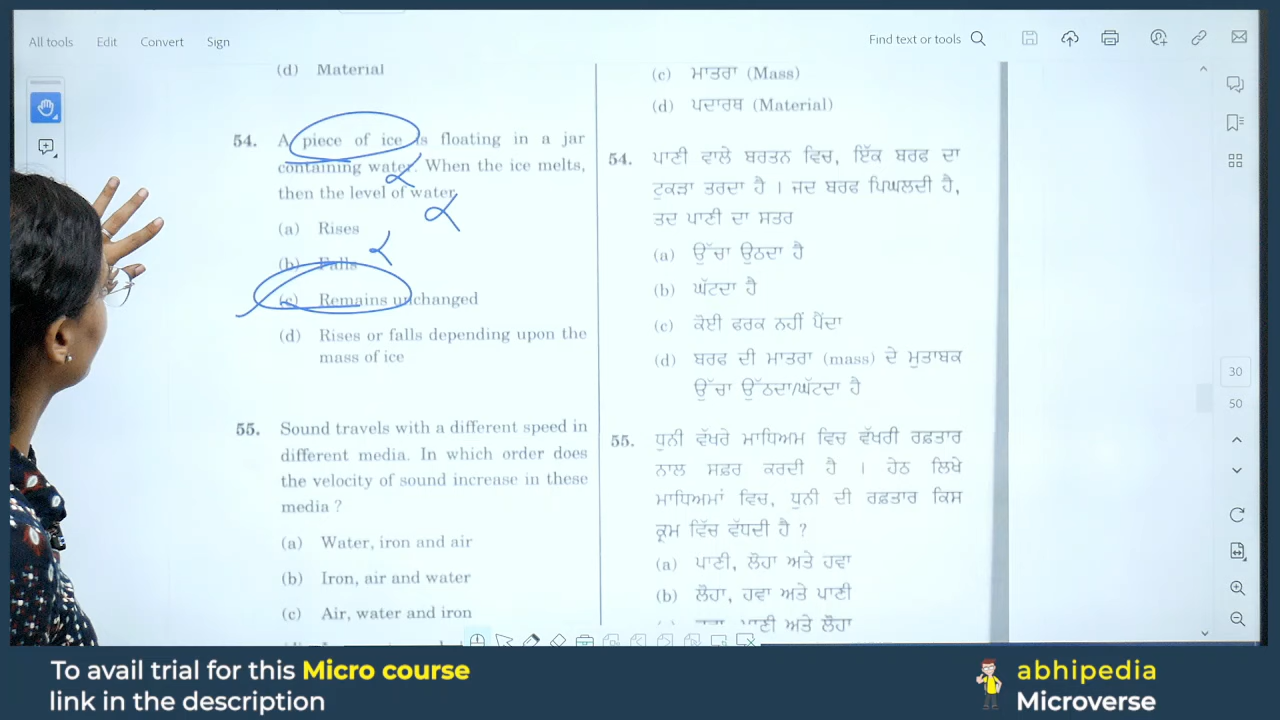 All tools Edit Convert Sign
Find text or tools
(d) Material
54. A piece of ice is floating in a jar
containing water. When the ice melts,
then the level of water
(a) Rises
(b) Falls
(c) Remains unchanged
(d) Rises or falls depending upon the
mass of ice
55. Sound travels with a different speed in
different media. In which order does
the velocity of sound increase in these
media ?
(a) Water, iron and air
(b) Iron, air and water
(c) Air, water and iron
(c) ਮਾਤਰਾ (Mass)
(d) ਪਦਾਰਥ (Material)
54. ਪਾਣੀ ਵਾਲੇ ਬਰਤਨ ਵਿਚ, ਇੱਕ ਬਰਫ ਦਾ
ਟੁਕੜਾ ਤਰਦਾ ਹੈ । ਜਦ ਬਰਫ ਪਿਘਲਦੀ ਹੈ,
ਤਦ ਪਾਣੀ ਦਾ ਸਤਰ
(a) ਉੱਚਾ ਉਠਦਾ ਹੈ
(b) ਘੱਟਦਾ ਹੈ
(c) ਕੋਈ ਫਰਕ ਨਹੀਂ ਪੈਂਦਾ
(d) ਬਰਫ ਦੀ ਮਾਤਰਾ (mass) ਦੇ ਮੁਤਾਬਕ
ਉੱਚਾ ਉੱਠਦਾ/ਘੱਟਦਾ ਹੈ
55. ਧੁਨੀ ਵੱਖਰੇ ਮਾਧਿਅਮ ਵਿਚ ਵੱਖਰੀ ਰਫ਼ਤਾਰ
ਨਾਲ ਸਫ਼ਰ ਕਰਦੀ ਹੈ । ਹੇਠ ਲਿਖੇ
ਮਾਧਿਅਮਾਂ ਵਿਚ, ਧੁਨੀ ਦੀ ਰਫ਼ਤਾਰ ਕਿਸ
ਕ੍ਰਮ ਵਿੱਚ ਵੱਧਦੀ ਹੈ ?
(a) ਪਾਣੀ, ਲੋਹਾ ਅਤੇ ਹਵਾ
(b) ਲੋਹਾ, ਹਵਾ ਅਤੇ ਪਾਣੀ
ਪਾਣੀ ਅਤੇ ਲੋਹਾ
30
50
To avail trial for this Micro course
link in the description
abhipedia
Microverse